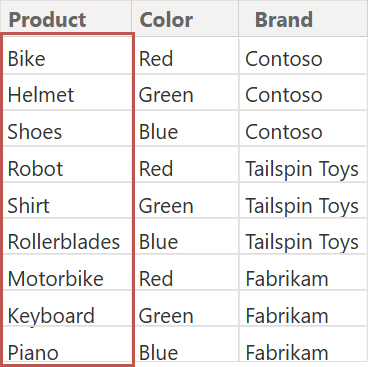 Product Color Brand
Bike Red Contoso
Helmet Green Contoso
Shoes Blue Contoso
Robot Red Tailspin Toys
Shirt Green Tailspin Toys
Rollerblades Blue Tailspin Toys
Motorbike Red Fabrikam
Keyboard Green Fabrikam
Piano Blue Fabrikam